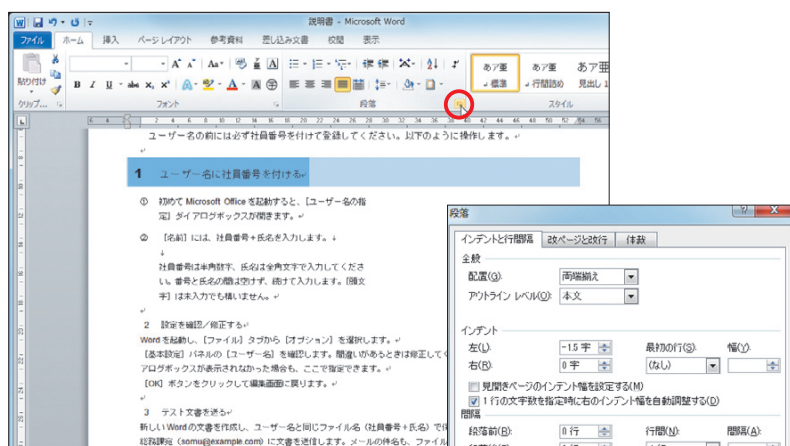 説明書 - Microsoft Word
ファイル ホーム 挿入 ページ レイアウト 参考資料 差し込み文書 校閲 表示
貼り付け
クリップ... フォント 段落 スタイル
あア亜 あア亜 あア亜
標準 行間詰め 見出し 1
ユーザー名の前には必ず社員番号を付けて登録してください。以下のように操作します。
1 ユーザー名に社員番号を付ける
① 初めて Microsoft Office を起動すると、[ユーザー名の指
定] ダイアログボックスが開きます。
② [名前] には、社員番号+氏名を入力します。
社員番号は半角数字、氏名は全角文字で入力してくださ
い。番号と氏名の間は空けず、続けて入力します。[頭文
字] は未入力でも構いません。
2 設定を確認/修正する
Word を起動し、[ファイル] タブから [オプション] を選択します。
[基本設定] パネルの [ユーザー名] を確認します。間違いがあるときは修正してく
アログボックスが表示されなかった場合も、ここで指定できます。
[OK] ボタンをクリックして編集画面に戻ります。
3 テスト文書を送る
新しい Word の文書を作成し、ユーザー名と同じファイル名 (社員番号+氏名) で保
総務課宛 (somu@example.com) に文書を送信します。メールの件名も、ファイル
段落
インデントと行間隔 改ページと改行 体裁
全般
配置(G): 両端揃え
アウトライン レベル(O): 本文
インデント
左(L): -1.5 字 最初の行(S): 幅(Y):
右(R): 0 字 (なし)
見開きページのインデント幅を設定する(M)
1 行の文字数を指定時に右のインデント幅を自動調整する(D)
間隔
段落前(B): 0 行 行間(N): 間隔(A):